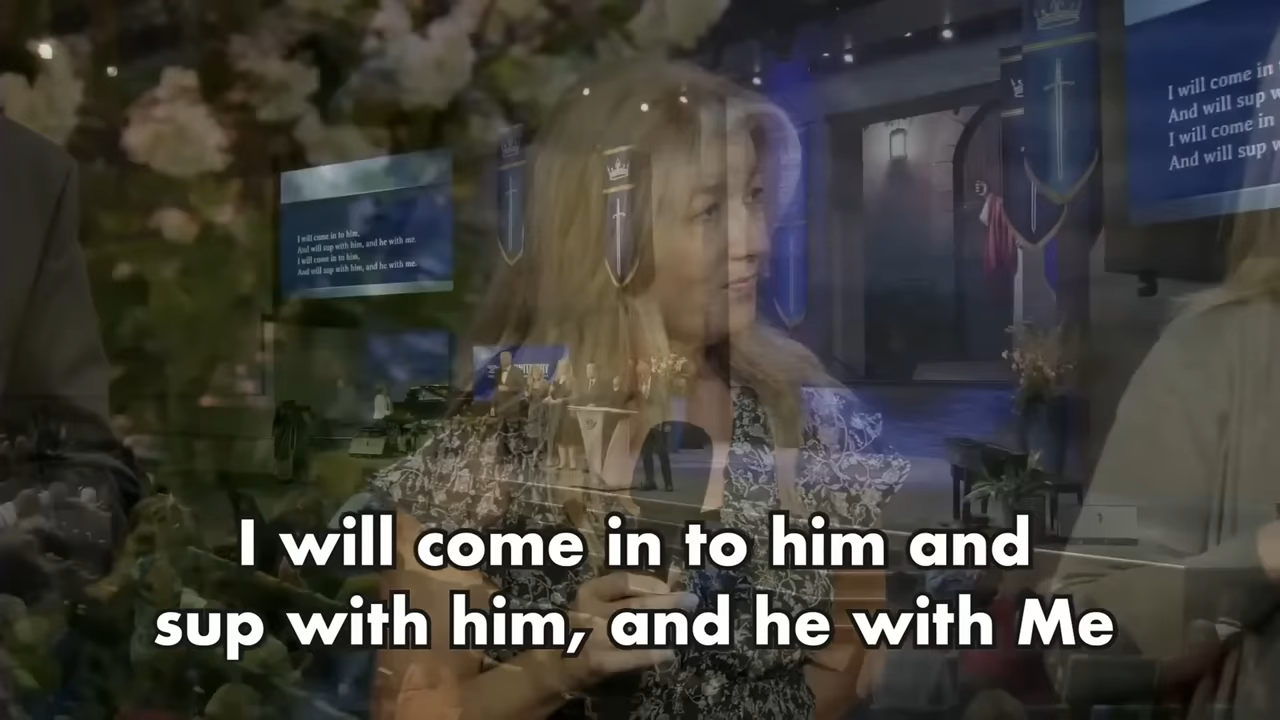 I will come in to him,
And will sup with him, and he with me.
I will come in to him,
And will sup with him, and he with me.
I will come in
And will sup
I will come in
And will sup
I will come in to him and
sup with him, and he with Me